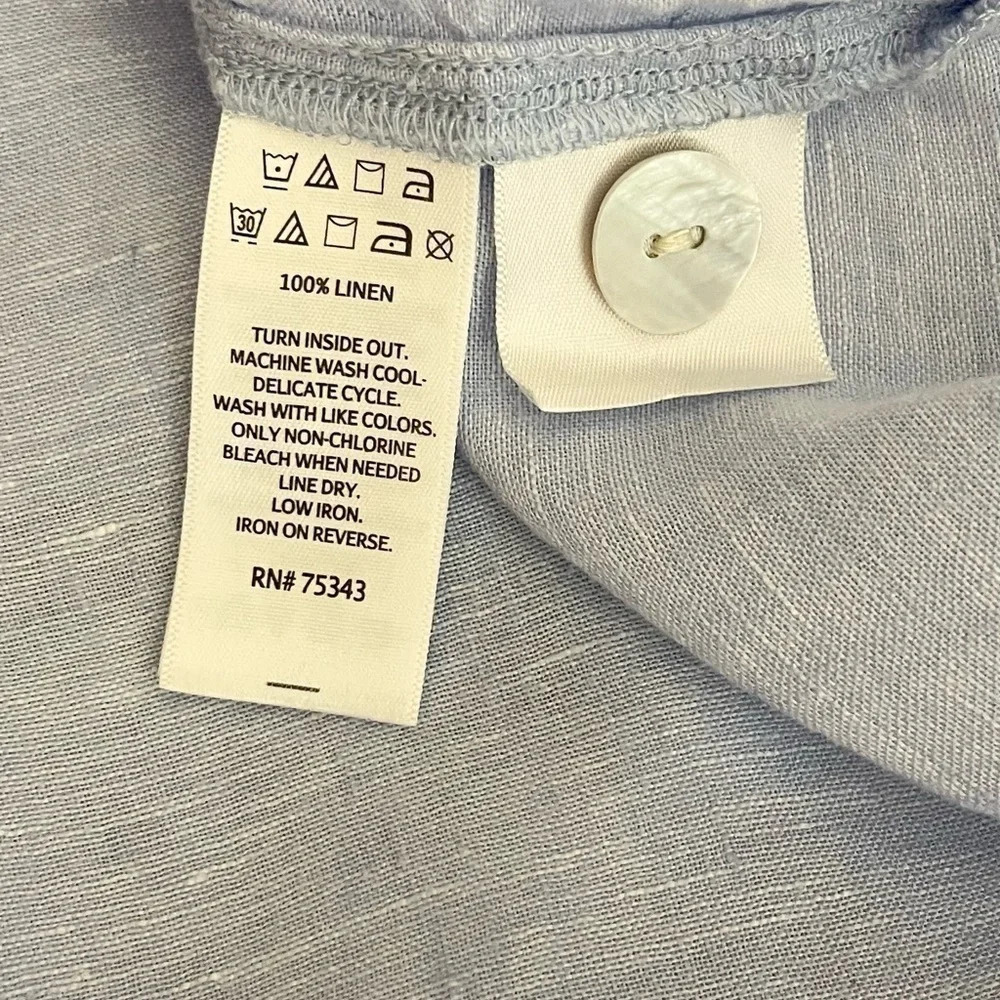 30
100% LINEN
TURN INSIDE OUT.
MACHINE WASH COOL-
DELICATE CYCLE.
WASH WITH LIKE COLORS.
ONLY NON-CHLORINE
BLEACH WHEN NEEDED
LINE DRY.
LOW IRON.
IRON ON REVERSE.
RN# 75343